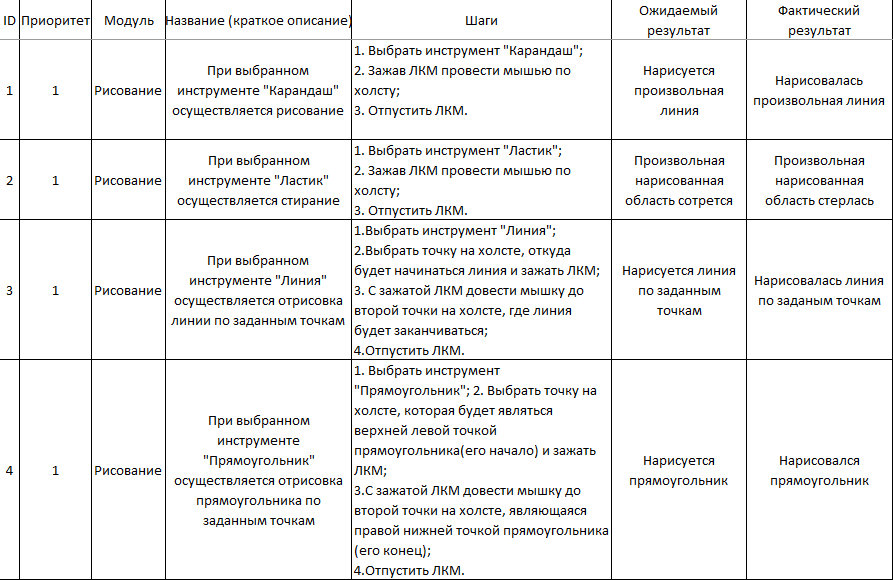 ID Приоритет Модуль Название (краткое описание) Шаги Ожидаемый результат Фактический результат
1 1 Рисование
При выбранном
инструменте "Карандаш"
осуществляется рисование
1. Выбрать инструмент "Карандаш";
2. Зажав ЛКМ провести мышью по
холсту;
3. Отпустить ЛКМ.
Нарисуется
произвольная
линия
Нарисовалась
произвольная линия
2 1 Рисование
При выбранном
инструменте "Ластик"
осуществляется стирание
1. Выбрать инструмент "Ластик";
2. Зажав ЛКМ провести мышью по
холсту;
3. Отпустить ЛКМ.
Произвольная
нарисованная
область сотрется
Произвольная
нарисованная
область стерлась
3 1 Рисование
При выбранном
инструменте "Линия"
осуществляется отрисовка
линии по заданным точкам
1.Выбрать инструмент "Линия";
2.Выбрать точку на холсте, откуда
будет начинаться линия и зажать ЛКМ;
3. С зажатой ЛКМ довести мышку до
второй точки на холсте, где линия
будет заканчиваться;
4.Отпустить ЛКМ.
Нарисуется линия
по заданным
точкам
Нарисовалась линия
по заданым точкам
4 1 Рисование
При выбранном
инструменте
"Прямоугольник"
осуществляется отрисовка
прямоугольника по
заданным точкам
1. Выбрать инструмент
"Прямоугольник"; 2. Выбрать точку на
холсте, которая будет являться
верхней левой точкой
прямоугольника(его начало) и зажать
ЛКМ;
3.С зажатой ЛКМ довести мышку до
второй точки на холсте, являющаяся
правой нижней точкой прямоугольника
(его конец);
4.Отпустить ЛКМ.
Нарисуется
прямоугольник
Нарисовался
прямоугольник